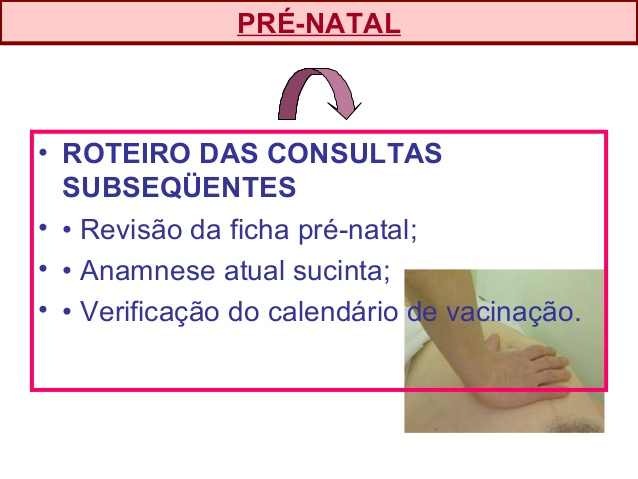 PRÉ-NATAL
• ROTEIRO DAS CONSULTAS
SUBSEQÜENTES
• • Revisão da ficha pré-natal;
• • Anamnese atual sucinta;
• • Verificação do calendário de vacinação.